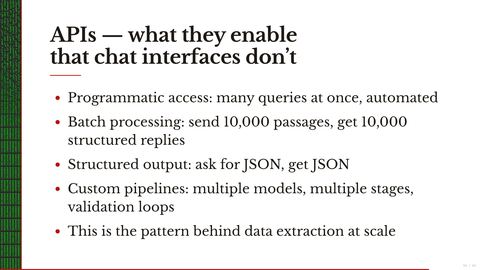 APIs — what they enable
that chat interfaces don’t
• Programmatic access: many queries at once, automated
• Batch processing: send 10,000 passages, get 10,000
structured replies
• Structured output: ask for JSON, get JSON
• Custom pipelines: multiple models, multiple stages,
validation loops
• This is the pattern behind data extraction at scale